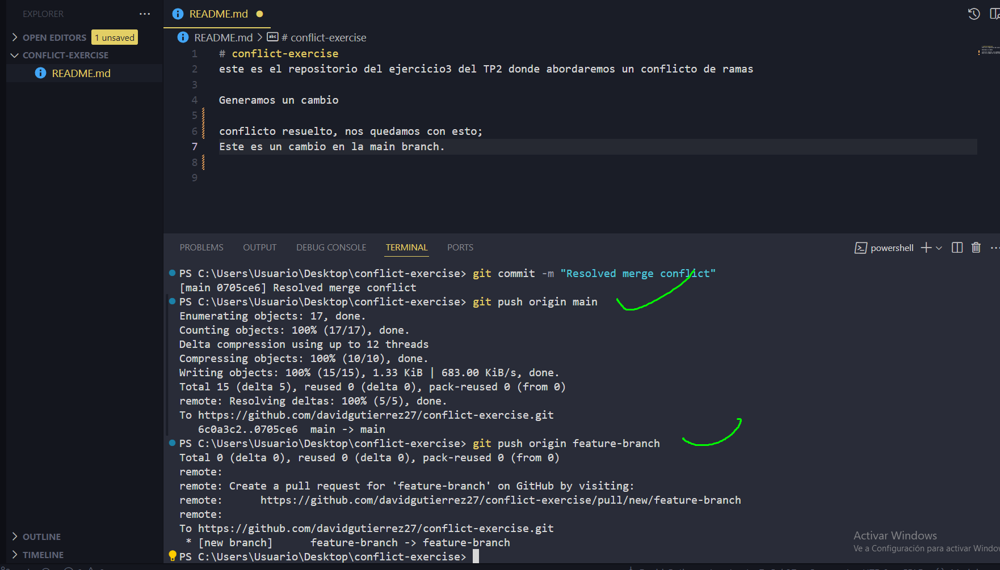 EXPLORER
OPEN EDITORS 1 unsaved
CONFLICT-EXERCISE
README.md
README.md
README.md > # conflict-exercise
1 # conflict-exercise
2 este es el repositorio del ejercicio3 del TP2 donde abordaremos un conflicto de ramas
3
4 Generamos un cambio
5
6 conflicto resuelto, nos quedamos con esto;
7 Este es un cambio en la main branch.
8
9
PROBLEMS OUTPUT DEBUG CONSOLE TERMINAL PORTS
powershell
PS C:\Users\Usuario\Desktop\conflict-exercise> git commit -m "Resolved merge conflict"
[main 0705ce6] Resolved merge conflict
PS C:\Users\Usuario\Desktop\conflict-exercise> git push origin main
Enumerating objects: 17, done.
Counting objects: 100% (17/17), done.
Delta compression using up to 12 threads
Compressing objects: 100% (10/10), done.
Writing objects: 100% (15/15), 1.33 KiB | 683.00 KiB/s, done.
Total 15 (delta 5), reused 0 (delta 0), pack-reused 0 (from 0)
remote: Resolving deltas: 100% (5/5), done.
To https://github.com/davidgutierrez27/conflict-exercise.git
6c0a3c2..0705ce6 main -> main
PS C:\Users\Usuario\Desktop\conflict-exercise> git push origin feature-branch
Total 0 (delta 0), reused 0 (delta 0), pack-reused 0 (from 0)
remote:
remote: Create a pull request for 'feature-branch' on GitHub by visiting:
remote: https://github.com/davidgutierrez27/conflict-exercise/pull/new/feature-branch
remote:
To https://github.com/davidgutierrez27/conflict-exercise.git
* [new branch] feature-branch -> feature-branch
PS C:\Users\Usuario\Desktop\conflict-exercise>
OUTLINE
TIMELINE
Activar Windows
Ve a Configuración para activar Windo